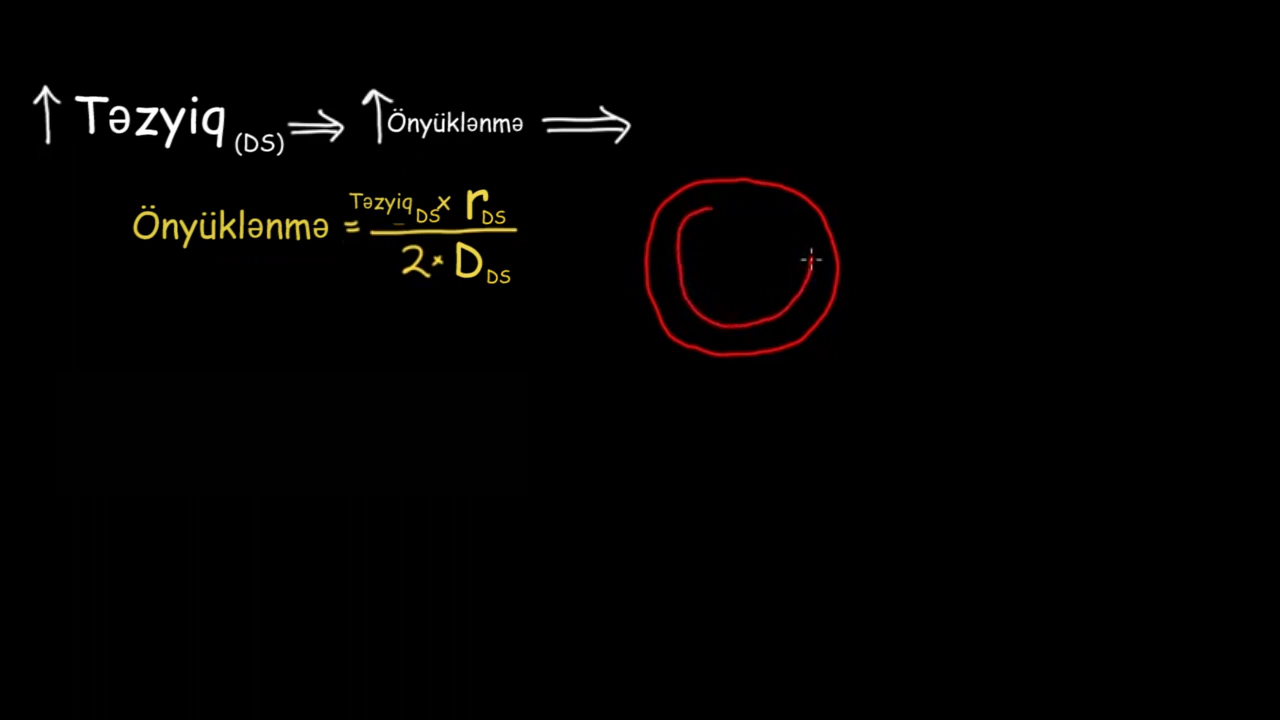 ↑ Təzyiq (DS) ⇒ ↑ Önyüklənmə ⇒
Önyüklənmə = Təzyiq DS × r DS
2 × D DS